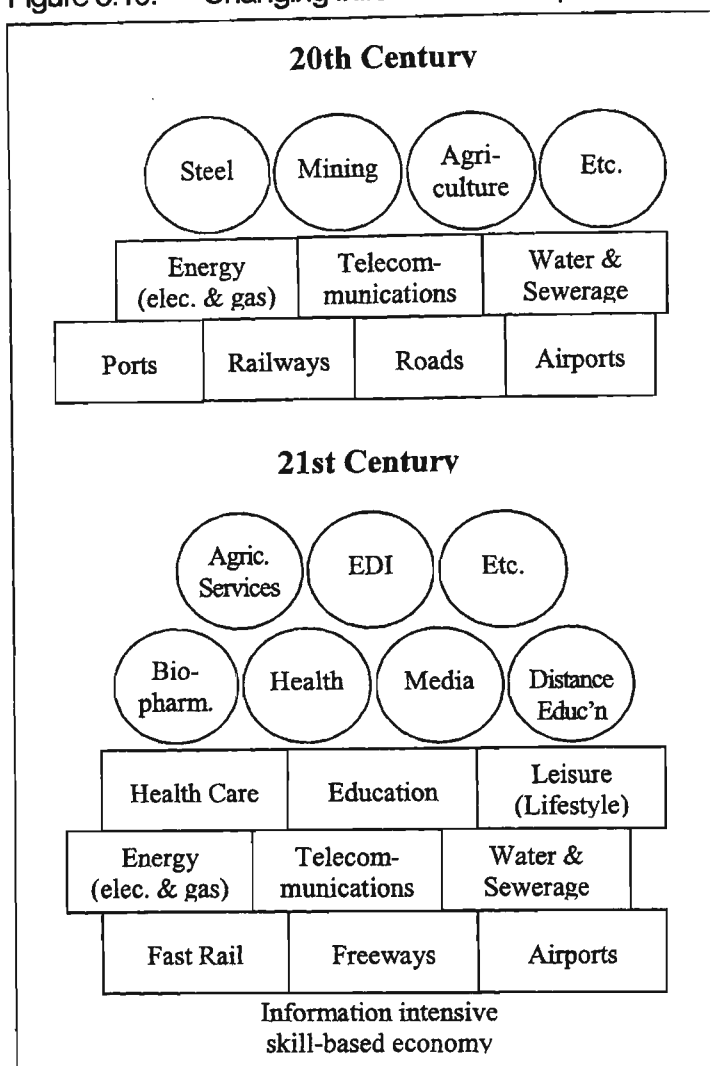 20th Century
Steel Mining Agri-
culture Etc.
Energy
(elec. & gas) Telecom-
munications Water &
Sewerage
Ports Railways Roads Airports
21st Century
Agric.
Services EDI Etc.
Bio-
pharm. Health Media Distance
Educ'n
Health Care Education Leisure
(Lifestyle)
Energy
(elec. & gas) Telecom-
munications Water &
Sewerage
Fast Rail Freeways Airports
Information intensive
skill-based economy